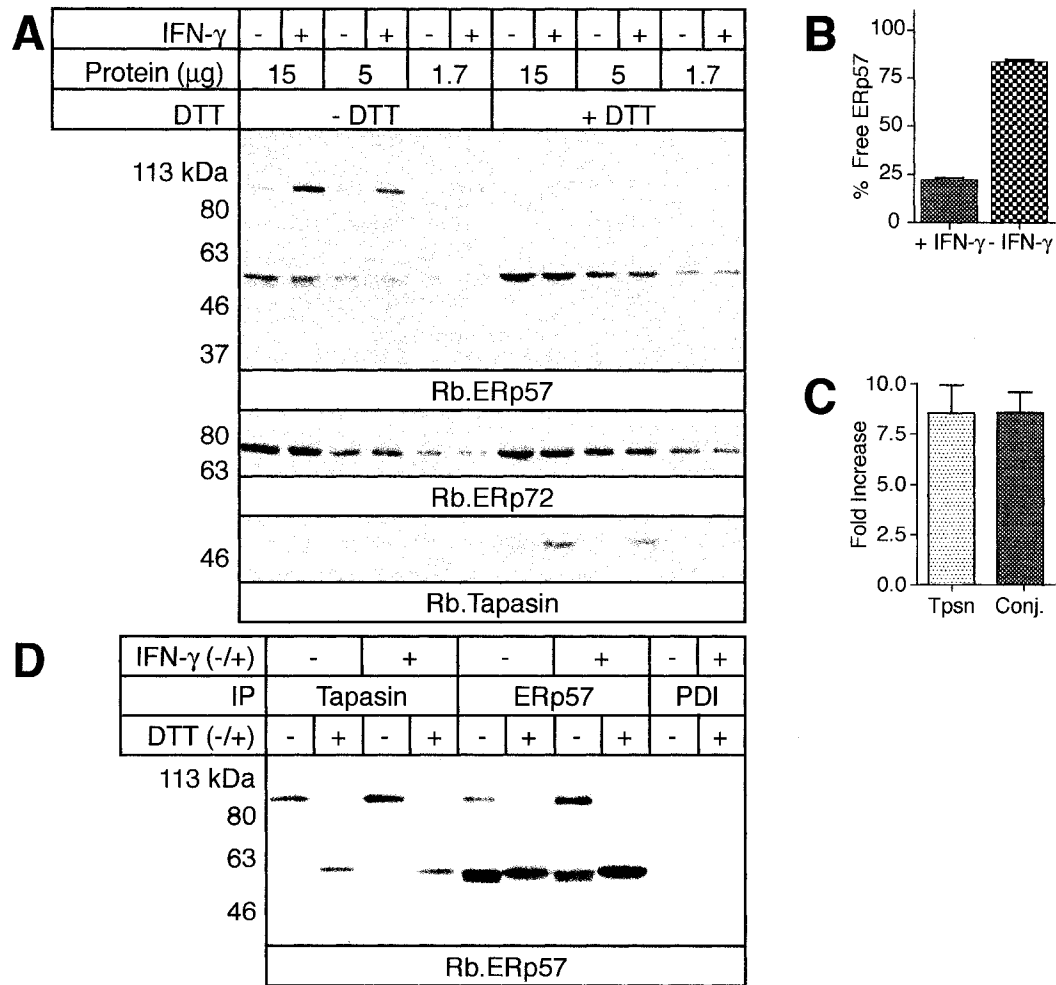 A
IFN-γ - + - + - + - + - + - +
Protein (µg) 15 5 1.7 15 5 1.7
DTT - DTT + DTT
113 kDa
80
63
46
37
Rb.ERp57
80
63
Rb.ERp72
46
Rb.Tapasin
B
% Free ERp57
100
75
50
25
0
+ IFN-γ - IFN-γ
C
Fold Increase
10.0
7.5
5.0
2.5
0.0
Tpsn Conj.
D
IFN-γ (-/+) - + - + - +
IP Tapasin ERp57 PDI
DTT (-/+) - + - + - + - + - +
113 kDa
80
63
46
Rb.ERp57